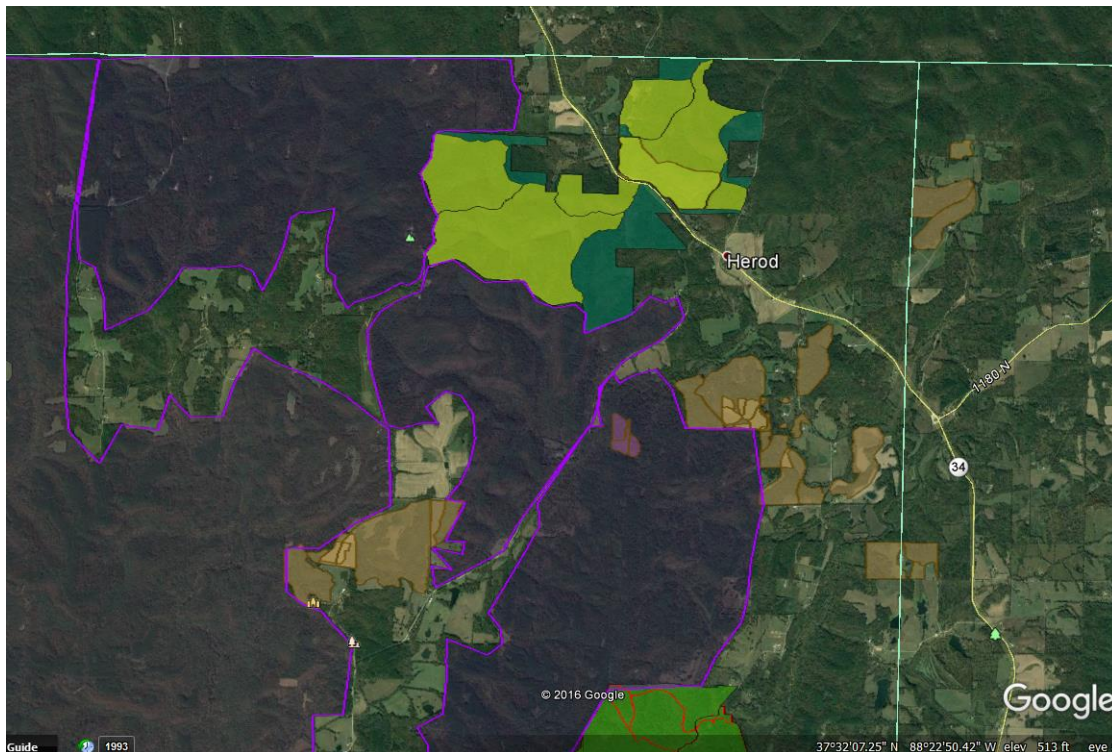 Herod
1180 N
34
© 2016 Google
Google
Guide
1993
37°32'07.25" N 88°22'50.42" W elev 513 ft eye